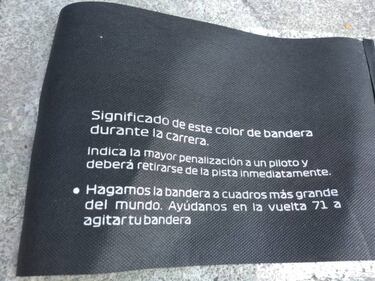 Significado de este color de bandera
durante la carrera.
Indica la mayor penalización a un piloto y
deberá retirarse de la pista inmediatamente.
• Hagamos la bandera a cuadros más grande
del mundo. Ayúdanos en la vuelta 71 a
agitar tu bandera